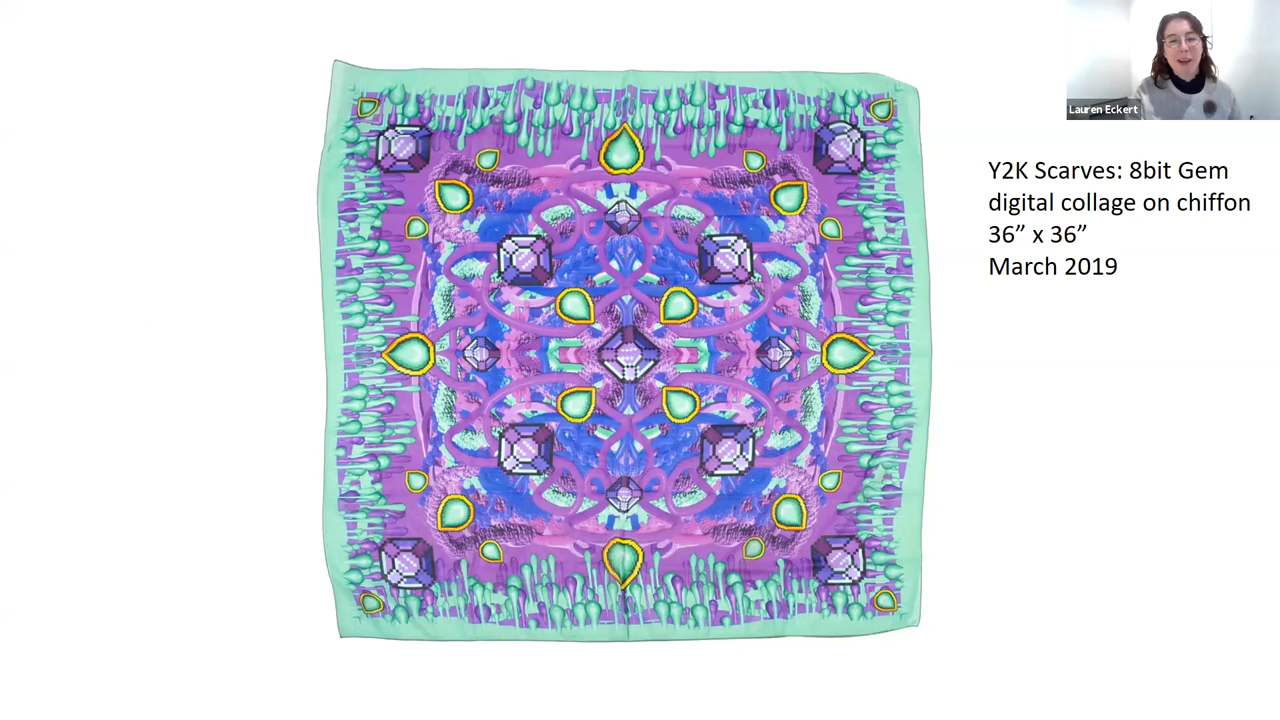 Lauren Eckert
Y2K Scarves: 8bit Gem
digital collage on chiffon
36” x 36”
March 2019